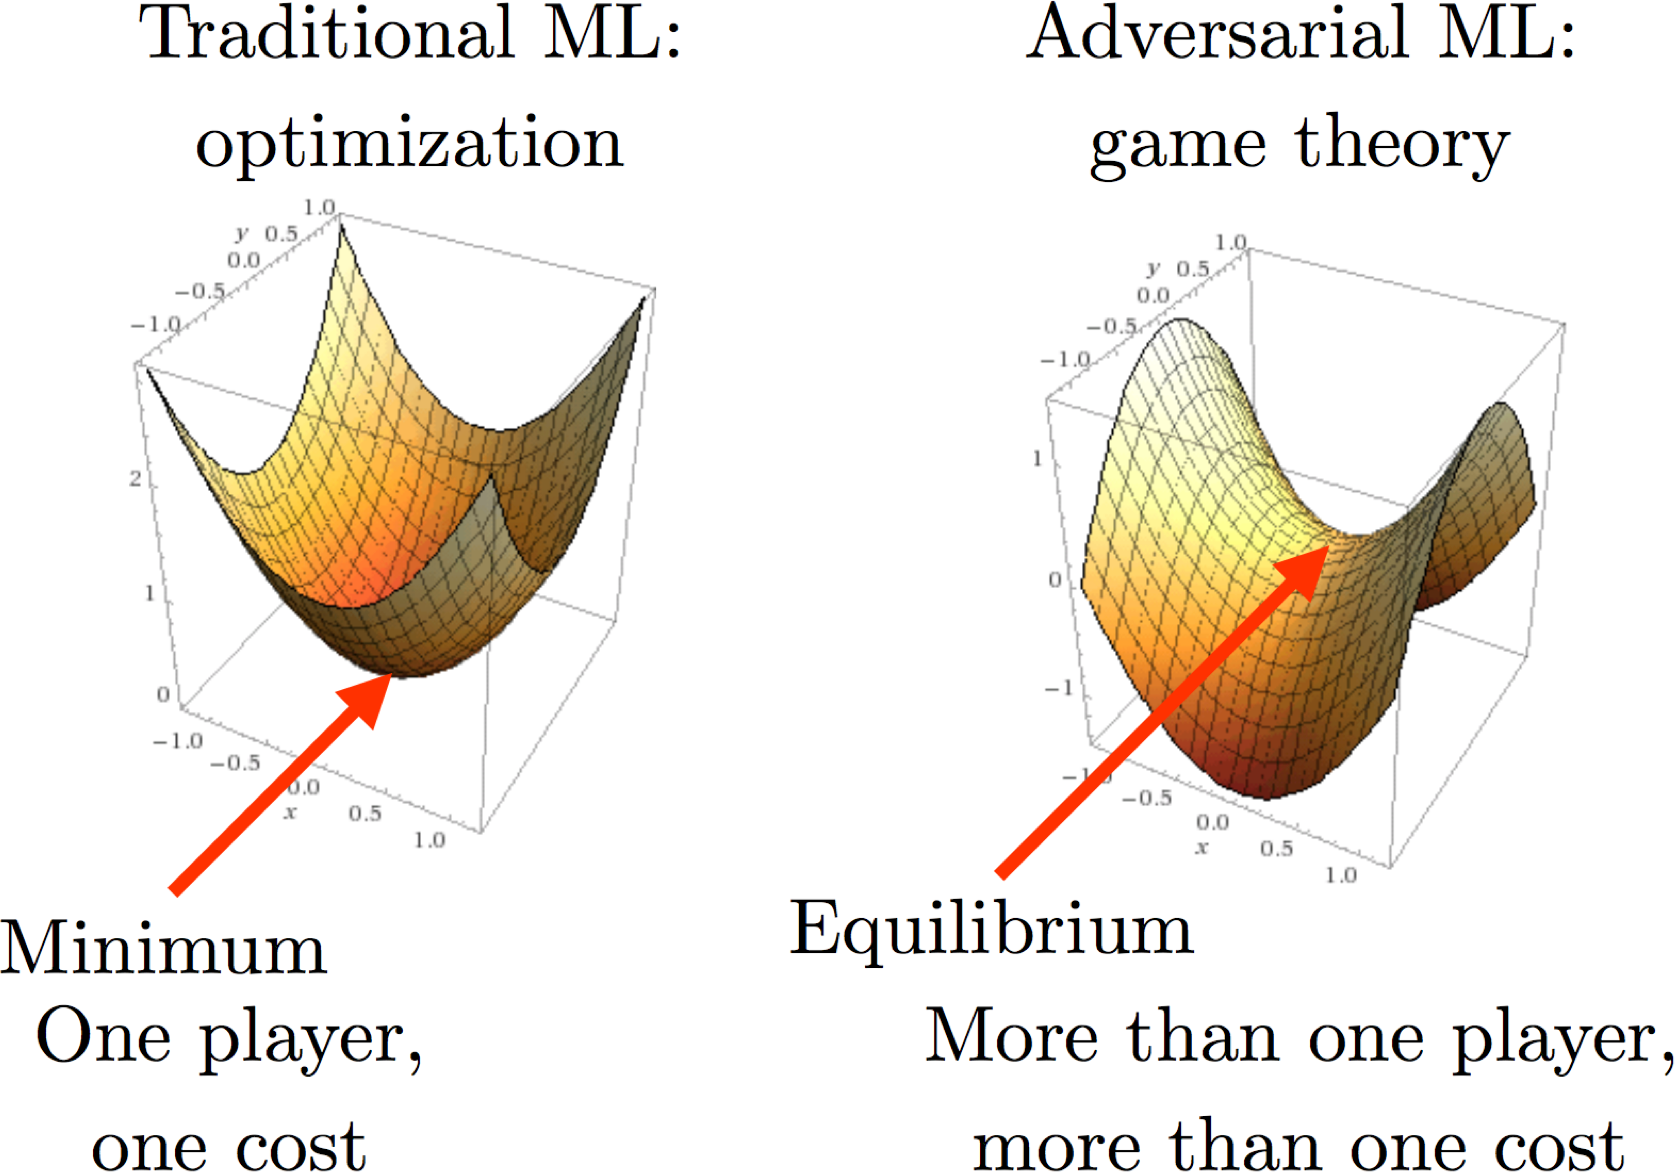 Traditional ML:
optimization
Adversarial ML:
game theory
1.0
y 0.5
0.0
−0.5
−1.0
2
1
0
−1.0
−0.5
0.0
x
0.5
1.0
1.0
y 0.5
0.0
−0.5
−1.0
1
0
−1
−0.5
0.0
x
0.5
1.0
Minimum
One player,
one cost
Equilibrium
More than one player,
more than one cost